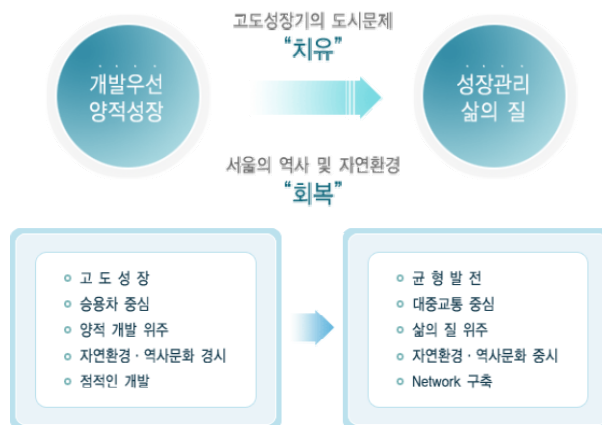 고도성장기의 도시문제
“치유”
개발우선
양적성장
성장관리
삶의 질
서울의 역사 및 자연환경
“회복”
고 도 성 장
승용차 중심
양적 개발 위주
자연환경 · 역사문화 경시
점적인 개발
균 형 발 전
대중교통 중심
삶의 질 위주
자연환경 · 역사문화 중시
Network 구축